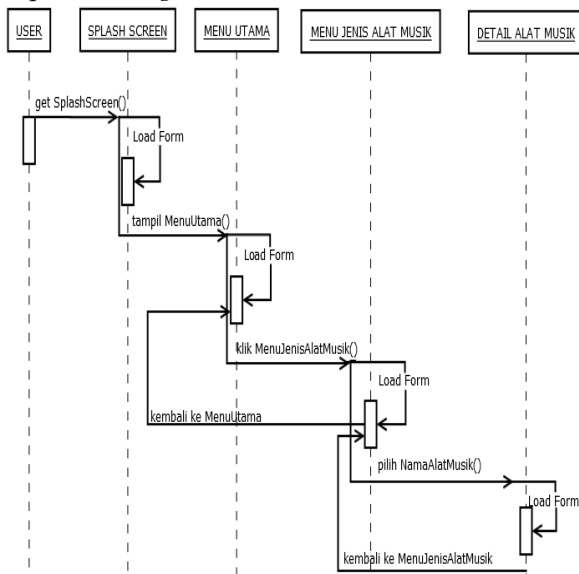 USER
SPLASH SCREEN
MENU UTAMA
MENU JENIS ALAT MUSIK
DETAIL ALAT MUSIK
get SplashScreen()
Load Form
tampil MenuUtama()
Load Form
klik MenuJenisAlatMusik()
Load Form
kembali ke MenuUtama
pilih NamaAlatMusik()
Load Form
kembali ke MenuJenisAlatMusik